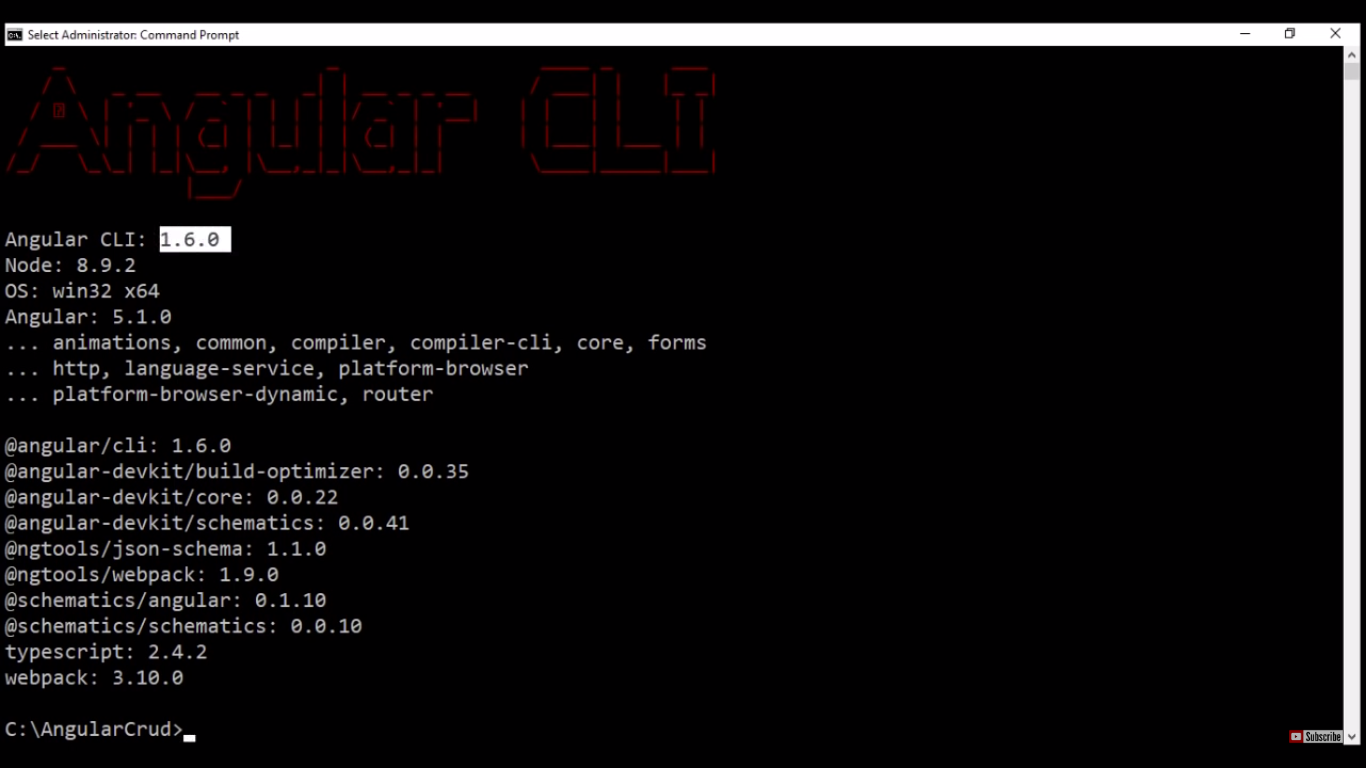 Select Administrator: Command Prompt
Angular CLI
Angular CLI: 1.6.0
Node: 8.9.2
OS: win32 x64
Angular: 5.1.0
... animations, common, compiler, compiler-cli, core, forms
... http, language-service, platform-browser
... platform-browser-dynamic, router
@angular/cli: 1.6.0
@angular-devkit/build-optimizer: 0.0.35
@angular-devkit/core: 0.0.22
@angular-devkit/schematics: 0.0.41
@ngtools/json-schema: 1.1.0
@ngtools/webpack: 1.9.0
@schematics/angular: 0.1.10
@schematics/schematics: 0.0.10
typescript: 2.4.2
webpack: 3.10.0
C:\AngularCrud>
Subscribe